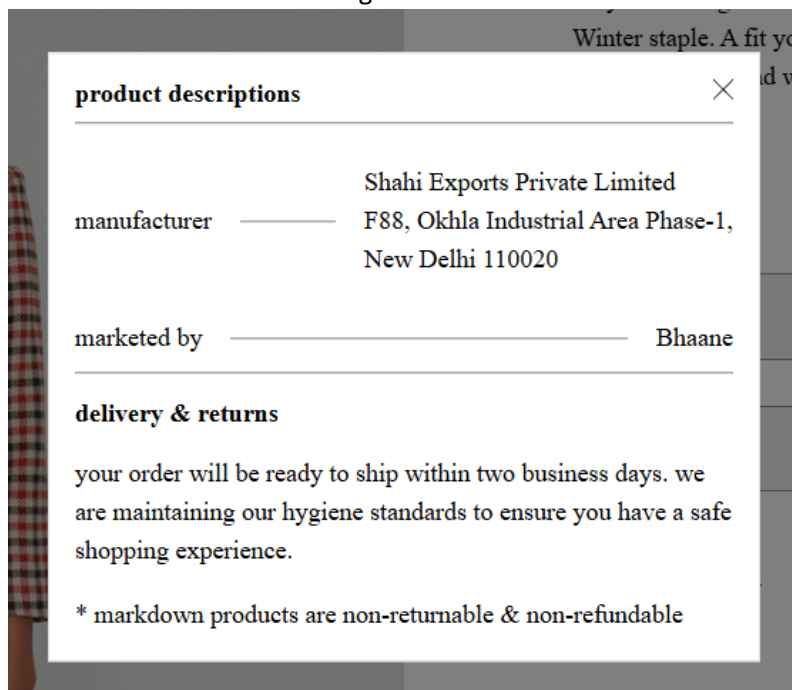 Winter staple. A fit
product descriptions
manufacturer
Shahi Exports Private Limited
F88, Okhla Industrial Area Phase-1,
New Delhi 110020
marketed by
Bhaane
delivery & returns
your order will be ready to ship within two business days. we
are maintaining our hygiene standards to ensure you have a safe
shopping experience.
* markdown products are non-returnable & non-refundable